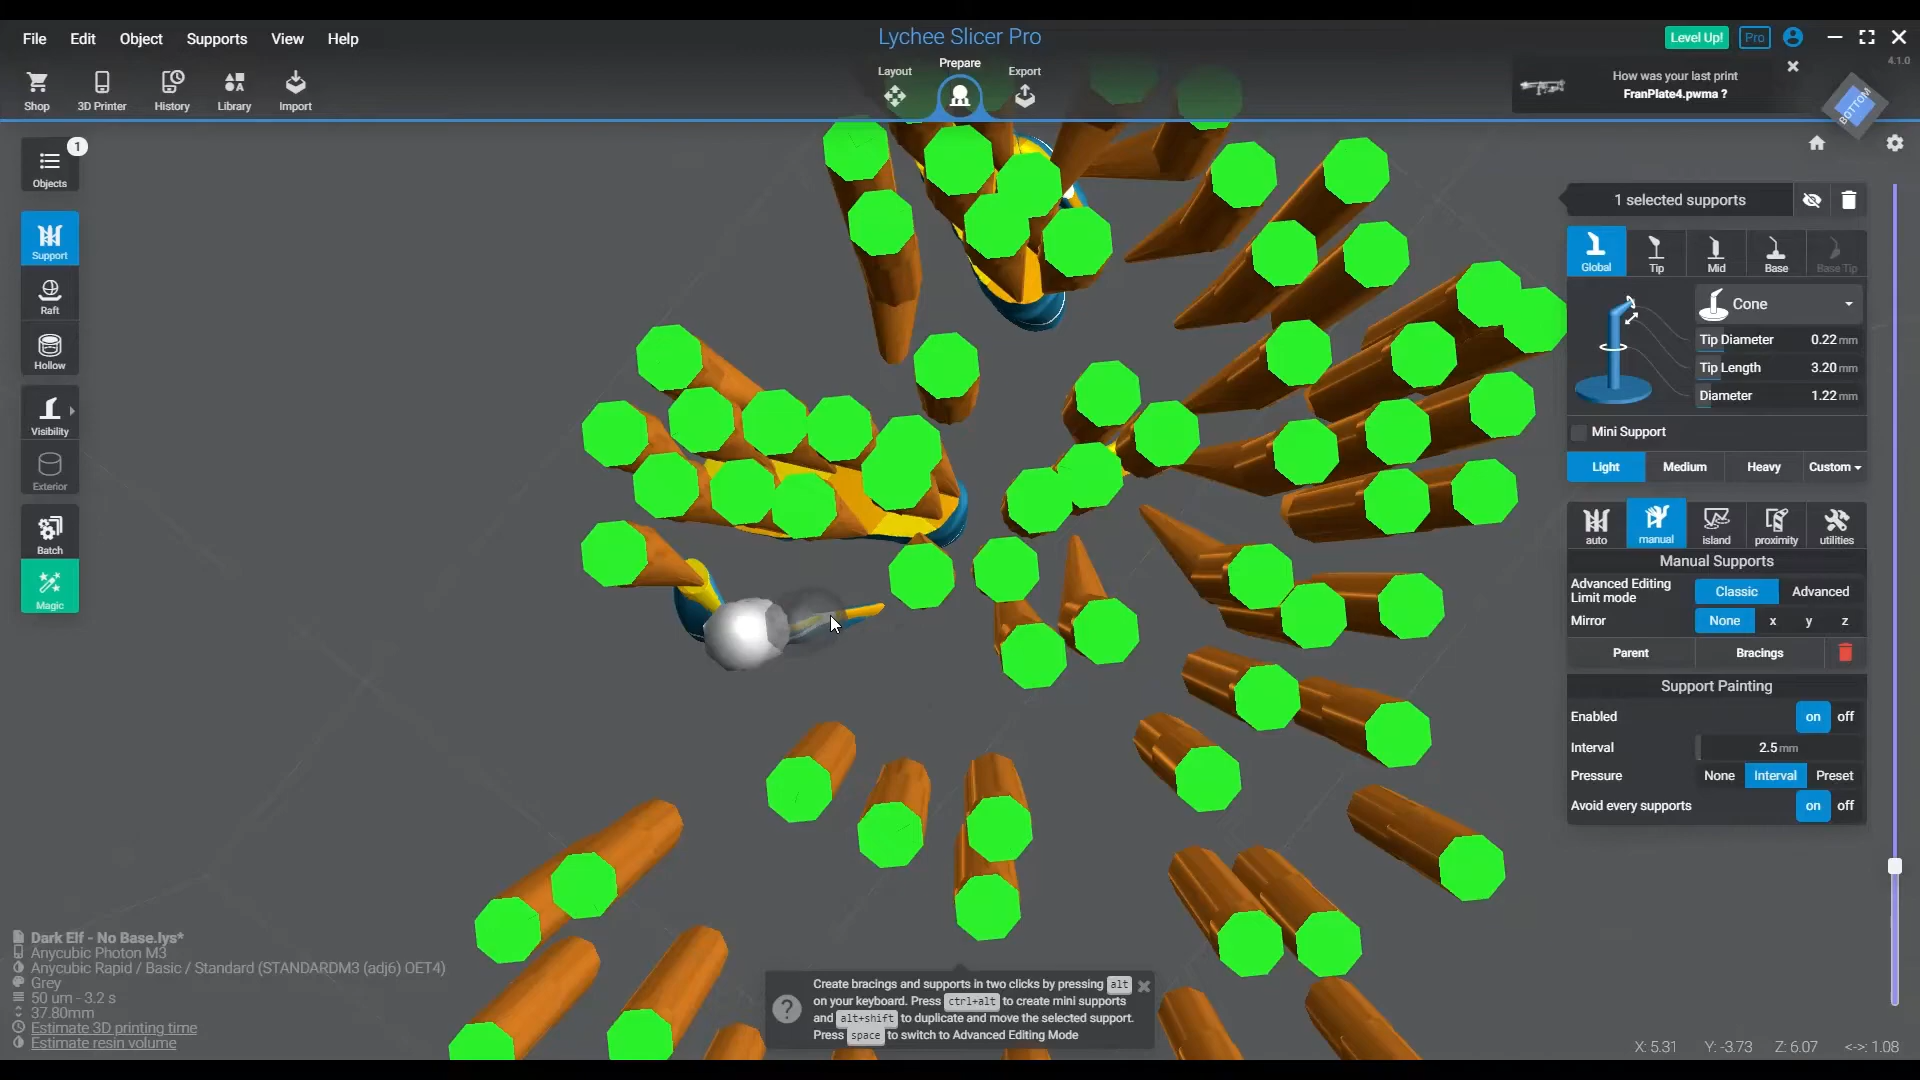 File Edit Object Supports View Help
Lychee Slicer Pro
Level Up! Pro
4.1.0
Shop 3D Printer History Library Import
Layout Prepare Export
How was your last print
FranPlate4.pwma ?
BOTTOM
Objects
1
Support
Raft
Hollow
Visibility
Exterior
Batch
Magic
1 selected supports
Global Tip Mid Base Base Tip
Cone
Tip Diameter 0.22 mm
Tip Length 3.20 mm
Diameter 1.22 mm
Mini Support
Light Medium Heavy Custom
auto manual island proximity utilities
Manual Supports
Advanced Editing
Limit mode
Classic Advanced
Mirror None x y z
Parent Bracings
Support Painting
Enabled on off
Interval 2.5 mm
Pressure None Interval Preset
Avoid every supports on off
Dark Elf - No Base.lys*
Anycubic Photon M3
Anycubic Rapid / Basic / Standard (STANDARDM3 (adj6) OET4)
Grey
50 um - 3.2 s
37.80mm
Estimate 3D printing time
Estimate resin volume
? Create bracings and supports in two clicks by pressing alt
on your keyboard. Press ctrl+alt to create mini supports
and alt+shift to duplicate and move the selected support.
Press space to switch to Advanced Editing Mode
X: 5.31 Y: -3.73 Z: 6.07 <->: 1.08